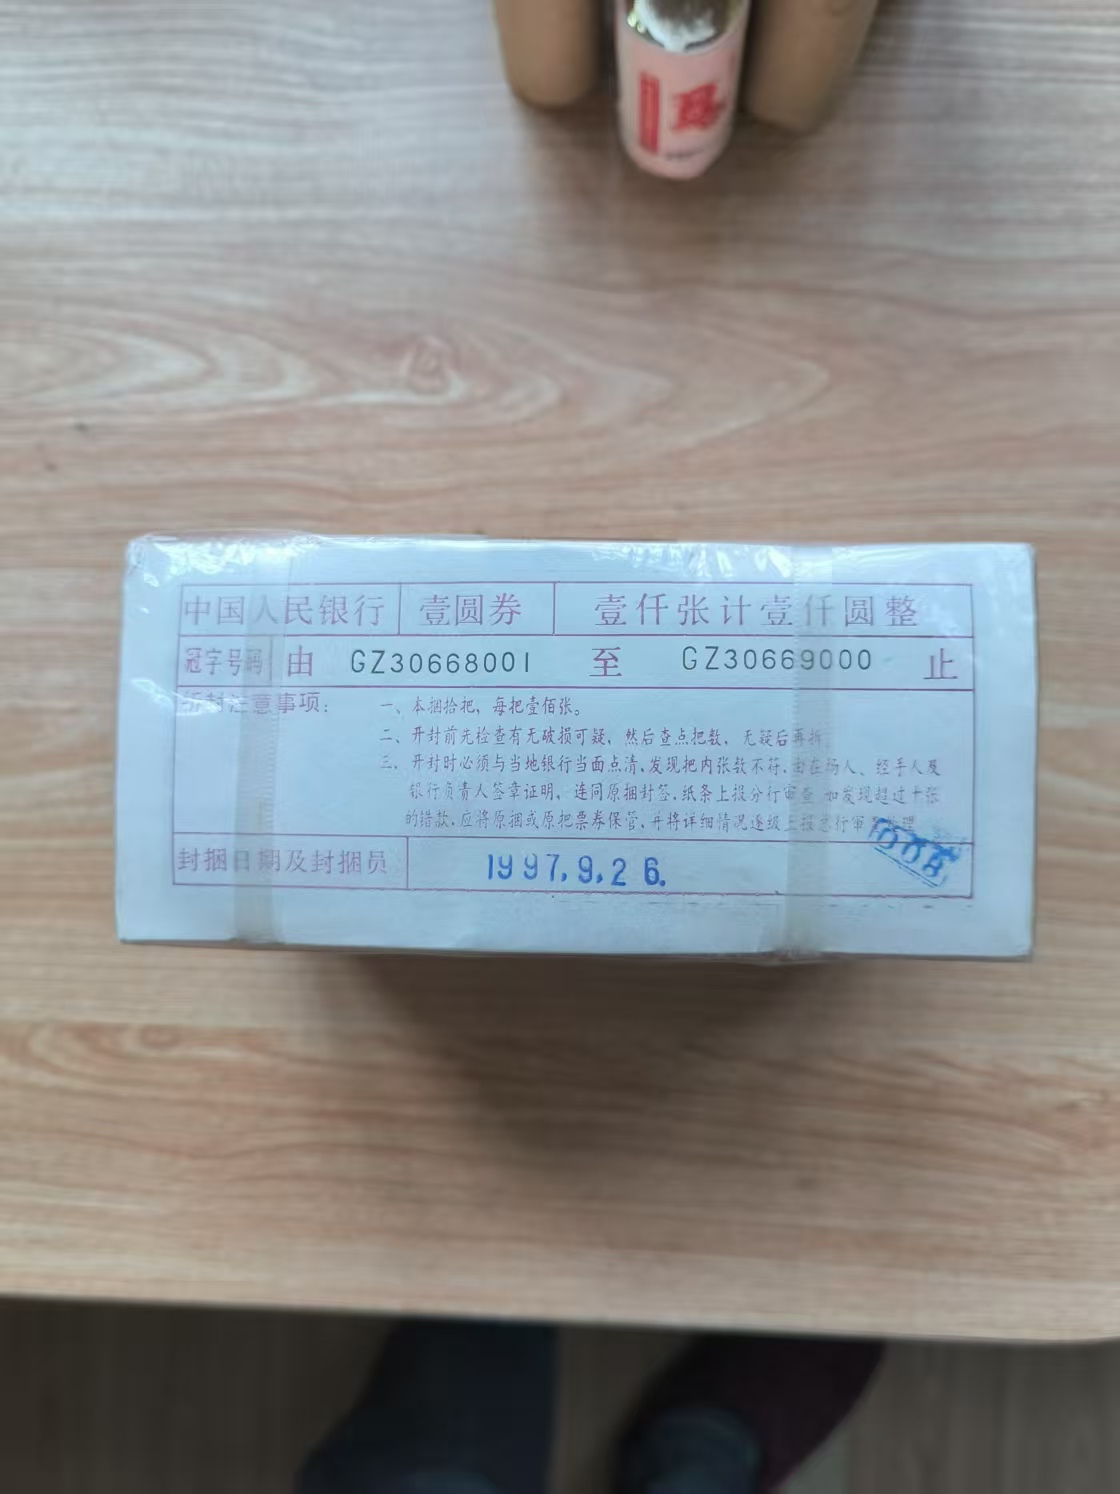 中国人民银行 壹圆券 壹仟张计壹仟圆整
冠字号码 由 GZ30668001 至 GZ30669000 止
拆封注意事项： 一、本捆拾把，每把壹佰张。
二、开封前先检查有无破损可疑，然后查点把数，无疑后再拆
三、开封时必须与当地银行当面点清、发现把内张数不符、由在场人、经手人及
银行负责人签章证明，连同原捆封签、纸条上报分行审查 如发现超过十张
的错款、应将原捆或原把票券保管、并将详细情况逐级上报总行审 理
封捆日期及封捆员 1997.9.26.
008